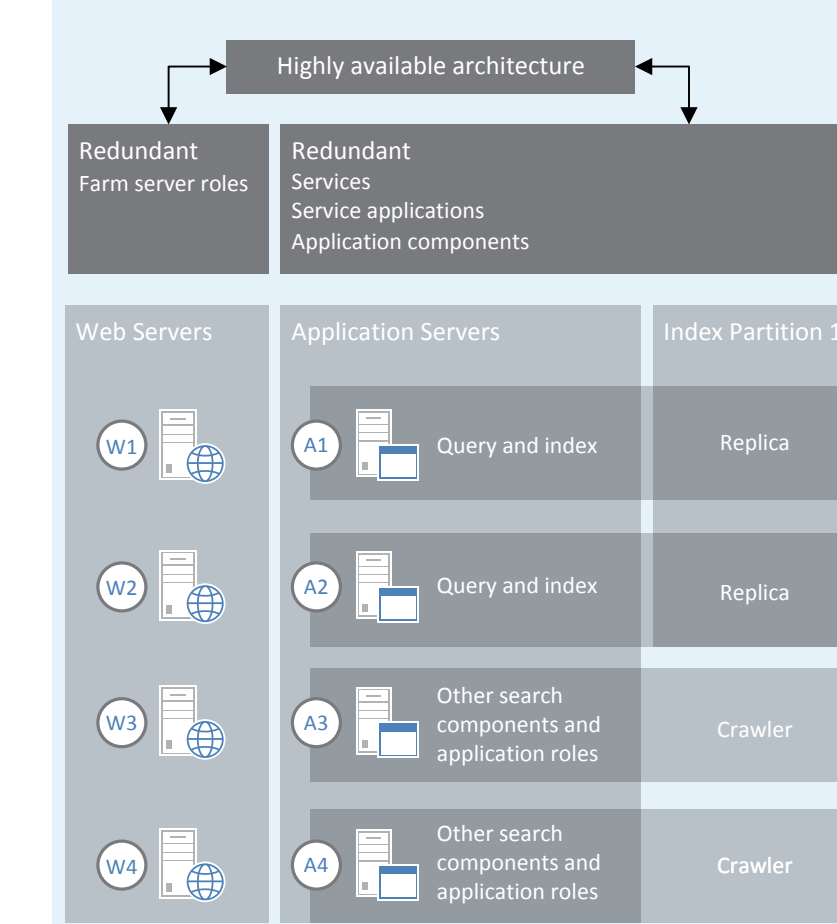 Highly available architecture
Redundant
Farm server roles
Redundant
Services
Service applications
Application components
Web Servers
Application Servers
Index Partition 1
W1
A1
Query and index
Replica
W2
A2
Query and index
Replica
W3
A3
Other search
components and
application roles
Crawler
W4
A4
Other search
components and
application roles
Crawler